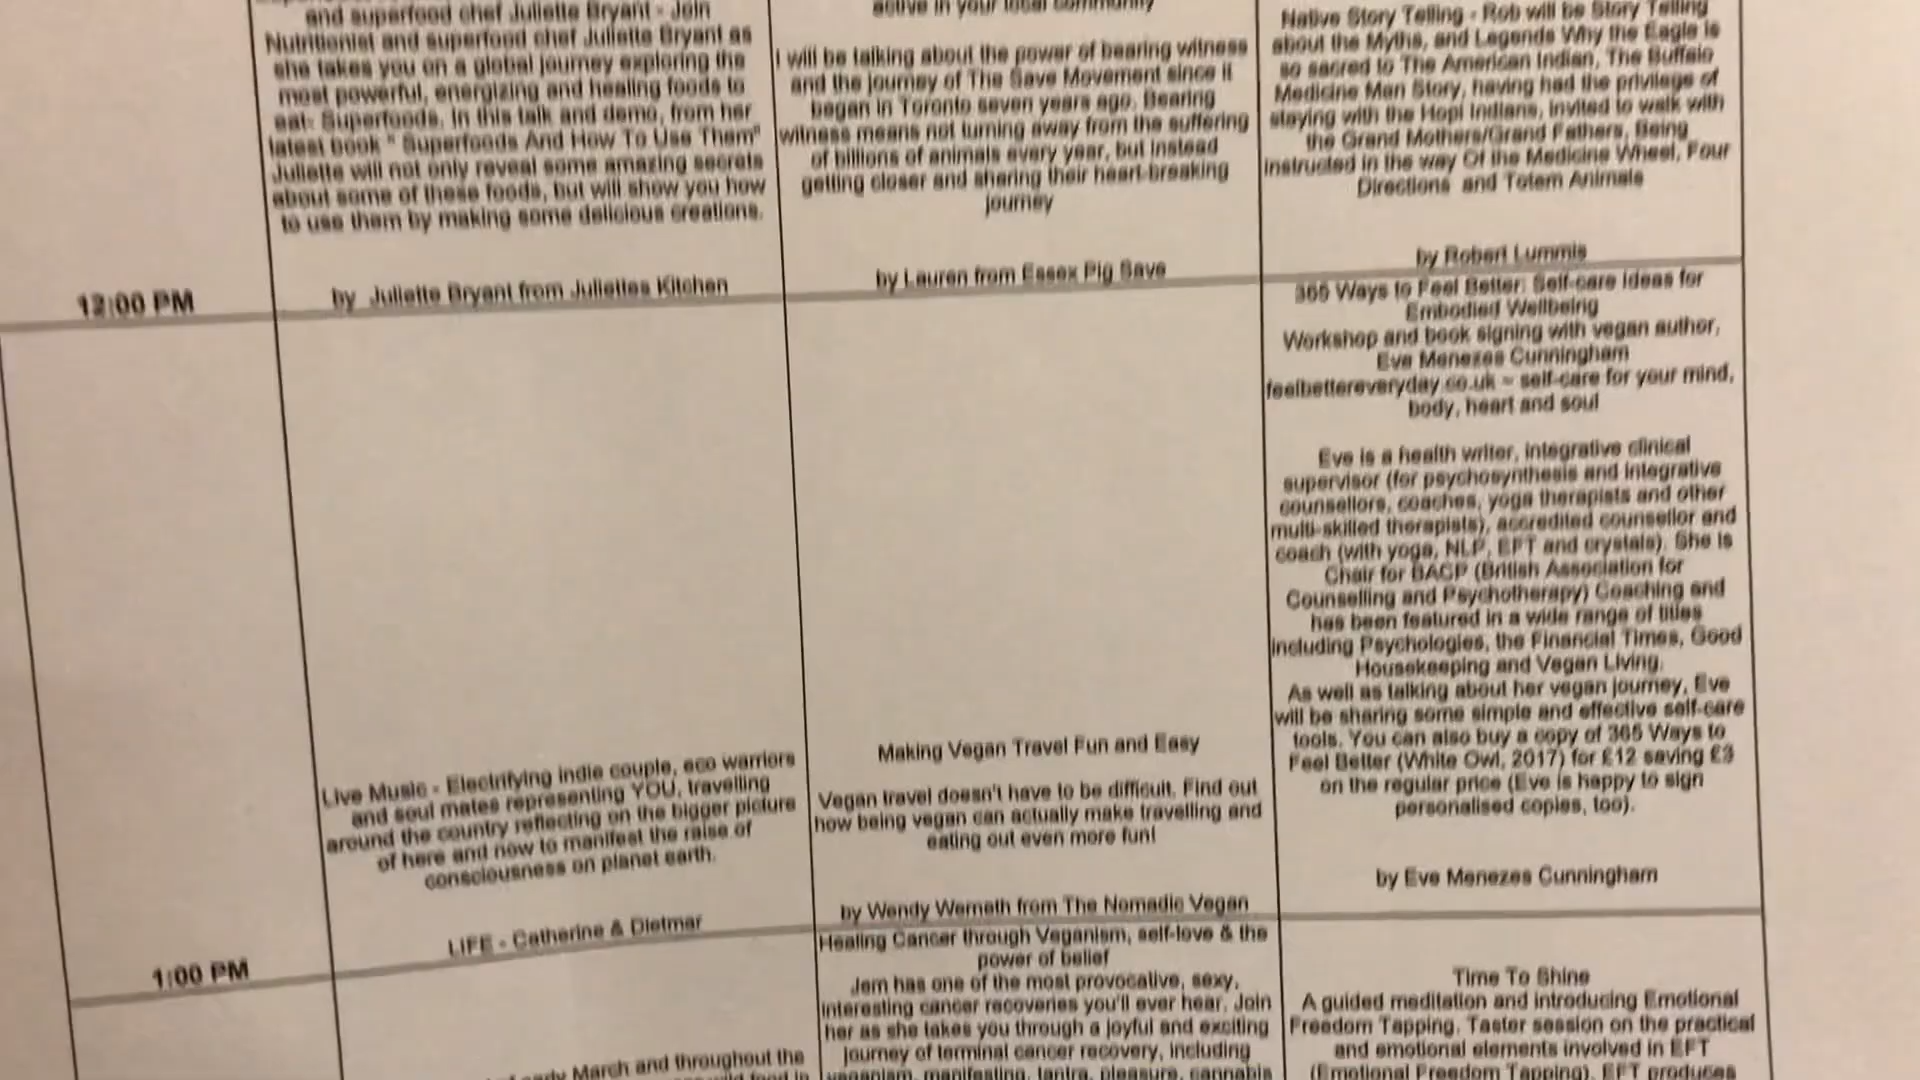 and superfood chef Juliette Bryant - Join
Nutritionist and superfood chef Juliette Bryant as
she takes you on a global journey exploring the
most powerful, energizing and healing foods to
eat- Superfoods. In this talk and demo, from her
latest book " Superfoods And How To Use Them"
Juliette will not only reveal some amazing secrets
about some of these foods, but will show you how
to use them by making some delicious creations.
by Juliette Bryant from Juliettes Kitchen
active in your local community
I will be talking about the power of bearing witness
and the journey of The Save Movement since it
began in Toronto seven years ago. Bearing
witness means not turning away from the suffering
of billions of animals every year, but instead
getting closer and sharing their heart-breaking
journey
by Lauren from Essex Pig Save
Native Story Telling - Rob will be Story Telling
about the Myths, and Legends Why the Eagle is
so sacred to The American Indian, The Buffalo
Medicine Man Story, having had the privilege of
staying with the Hopi Indians, invited to walk with
the Grand Mothers/Grand Fathers, Being
instructed in the way Of the Medicine Wheel, Four
Directions and Totem Animals
by Robert Lummis
12:00 PM
Live Music - Electrifying indie couple, eco warriors
and soul mates representing YOU, travelling
around the country reflecting on the bigger picture
of here and now to manifest the raise of
consciousness on planet earth.
LIFE - Catherine & Dietmar
Making Vegan Travel Fun and Easy
Vegan travel doesn't have to be difficult. Find out
how being vegan can actually make travelling and
eating out even more fun!
by Wendy Werneth from The Nomadic Vegan
365 Ways to Feel Better: Self-care Ideas for
Embodied Wellbeing
Workshop and book signing with vegan author,
Eve Menezes Cunningham
feelbettereveryday.co.uk ~ self-care for your mind,
body, heart and soul
Eve is a health writer, integrative clinical
supervisor (for psychosynthesis and integrative
counsellors, coaches, yoga therapists and other
multi-skilled therapists), accredited counsellor and
coach (with yoga, NLP, EFT and crystals). She is
Chair for BACP (British Association for
Counselling and Psychotherapy) Coaching and
has been featured in a wide range of titles
including Psychologies, the Financial Times, Good
Housekeeping and Vegan Living.
As well as talking about her vegan journey, Eve
will be sharing some simple and effective self-care
tools. You can also buy a copy of 365 Ways to
Feel Better (White Owl, 2017) for £12 saving £3
on the regular price (Eve is happy to sign
personalised copies, too).
by Eve Menezes Cunningham
1:00 PM
early March and throughout the
Healing Cancer through Veganism, self-love & the
power of belief
Jem has one of the most provocative, sexy,
interesting cancer recoveries you'll ever hear. Join
her as she takes you through a joyful and exciting
journey of terminal cancer recovery, including
veganism, manifesting, tantra, pleasure, cannabis
Time To Shine
A guided meditation and introducing Emotional
Freedom Tapping. Taster session on the practical
and emotional elements involved in EFT
(Emotional Freedom Tapping). EFT produces